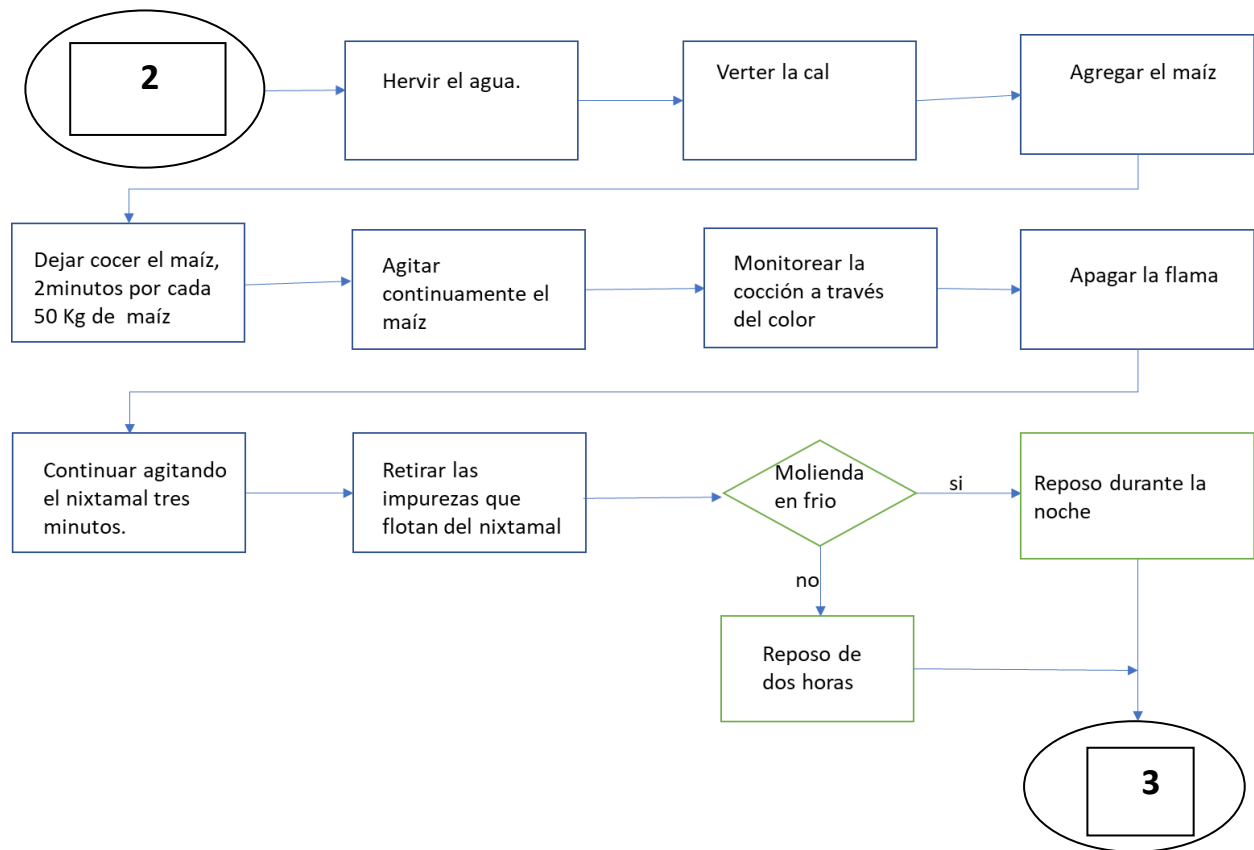 2
Hervir el agua.
Verter la cal
Agregar el maíz
Dejar cocer el maíz,
2minutos por cada
50 Kg de maíz
Agitar
continuamente el
maíz
Monitorear la
cocción a través
del color
Apagar la flama
Continuar agitando
el nixtamal tres
minutos.
Retirar las
impurezas que
flotan del nixtamal
Molienda
en frio
si
Reposo durante la
noche
no
Reposo de
dos horas
3